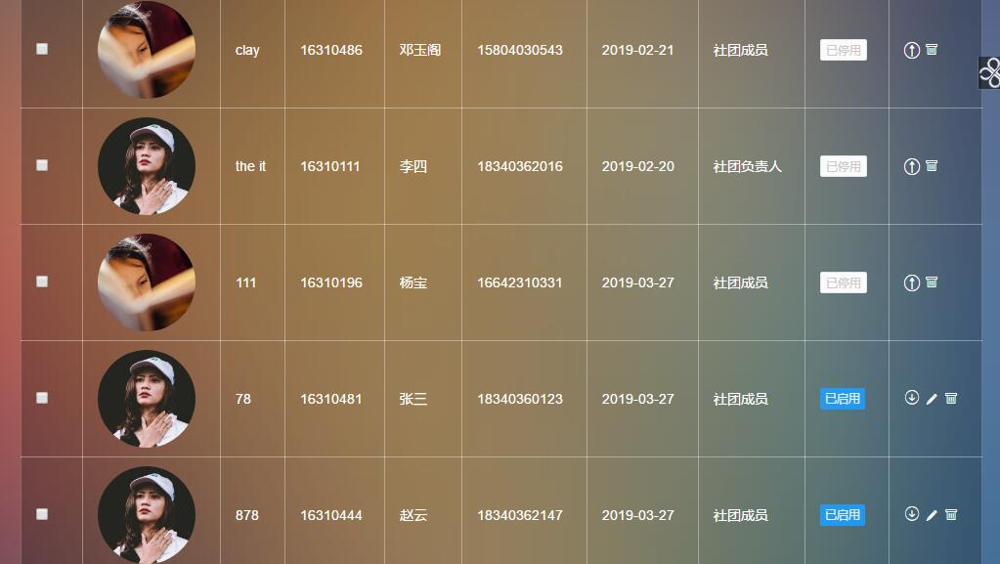 clay 16310486 邓玉阁 15804030543 2019-02-21 社团成员 已停用
the it 16310111 李四 18340362016 2019-02-20 社团负责人 已停用
111 16310196 杨宝 16642310331 2019-03-27 社团成员 已停用
78 16310481 张三 18340360123 2019-03-27 社团成员 已启用
878 16310444 赵云 18340362147 2019-03-27 社团成员 已启用